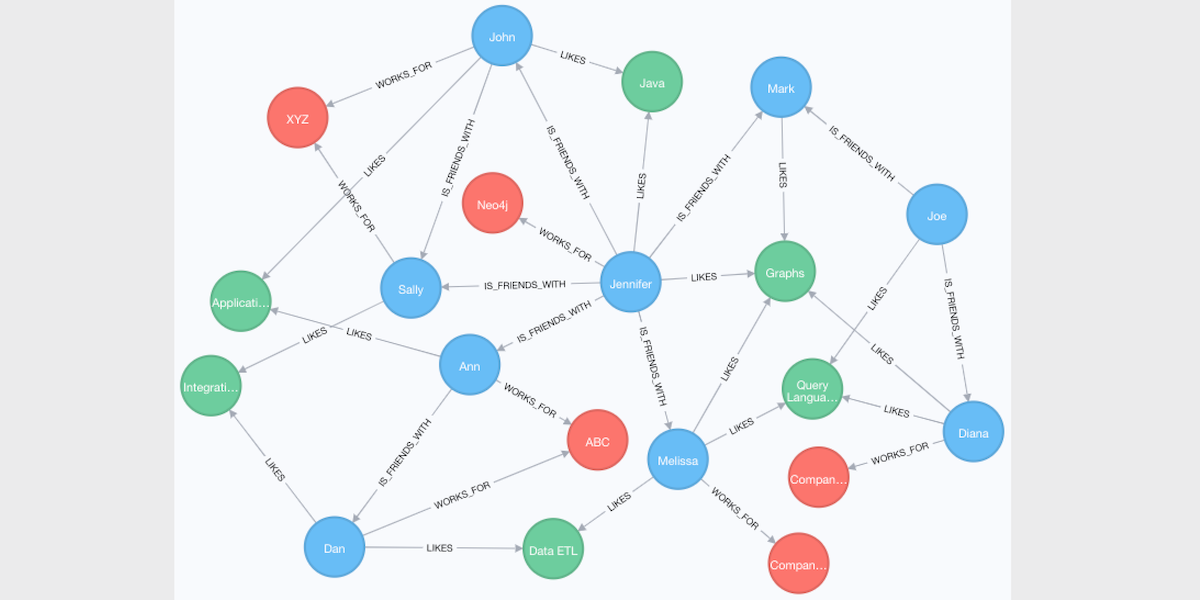 John
LIKES
WORKS_FOR
Java
Mark
XYZ
IS_FRIENDS_WITH
IS_FRIENDS_WITH
IS_FRIENDS_WITH
LIKES
LIKES
LIKES
IS_FRIENDS_WITH
WORKS_FOR
Neo4j
WORKS_FOR
Joe
Graphs
LIKES
Jennifer
IS_FRIENDS_WITH
Sally
Applicati...
LIKES
IS_FRIENDS_WITH
IS_FRIENDS_WITH
LIKES
LIKES
LIKES
Ann
IS_FRIENDS_WITH
LIKES
Integrati...
WORKS_FOR
Query
Langua...
LIKES
LIKES
Diana
ABC
IS_FRIENDS_WITH
WORKS_FOR
Melissa
LIKES
Compan...
WORKS_FOR
LIKES
WORKS_FOR
Dan
LIKES
Data ETL
Compan...